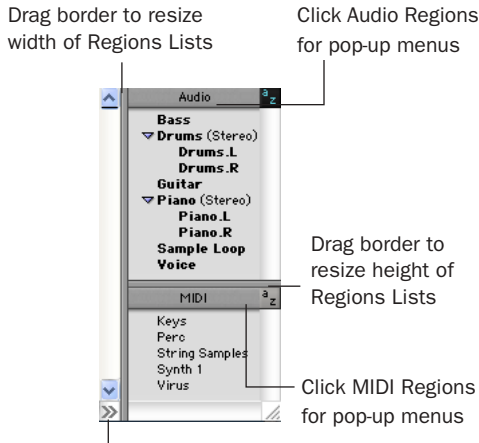 Drag border to resize
width of Regions Lists
Click Audio Regions
for pop-up menus
Audio
a
z
Bass
Drums (Stereo)
Drums.L
Drums.R
Guitar
Piano (Stereo)
Piano.L
Piano.R
Sample Loop
Voice
Drag border to
resize height of
Regions Lists
MIDI
a
z
Keys
Perc
String Samples
Synth 1
Virus
Click MIDI Regions
for pop-up menus